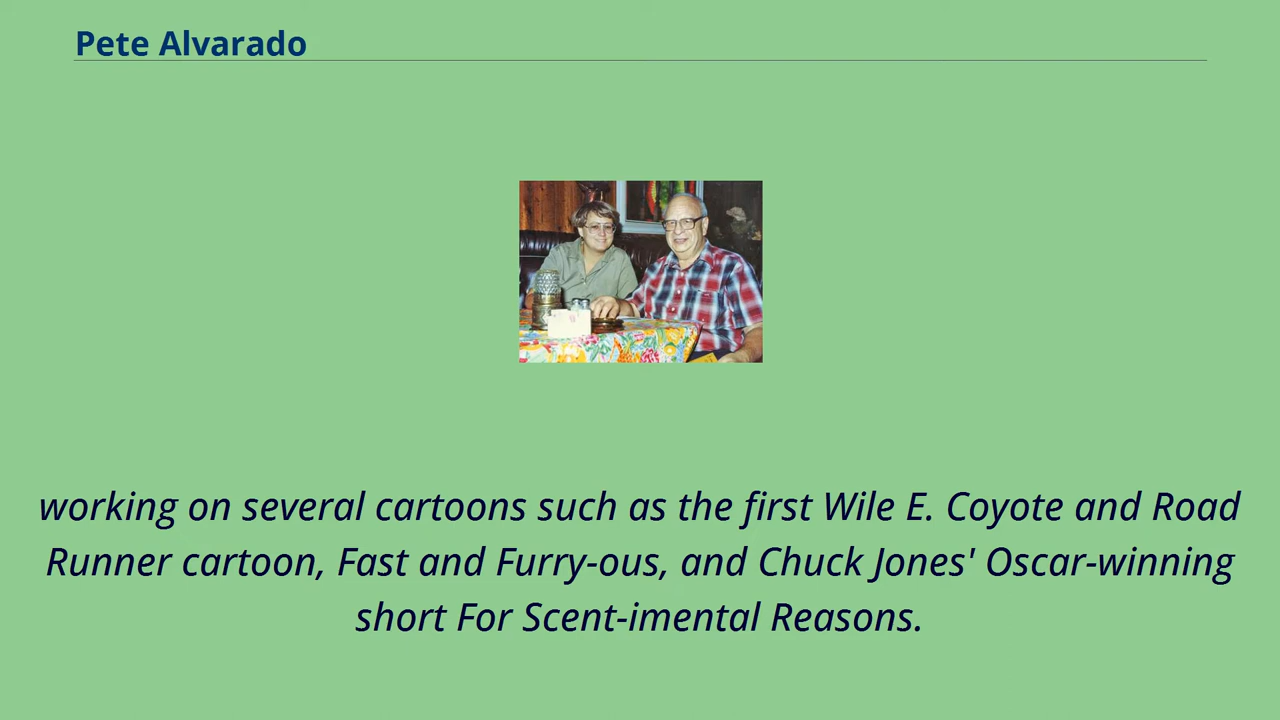 Pete Alvarado
working on several cartoons such as the first Wile E. Coyote and Road
Runner cartoon, Fast and Furry-ous, and Chuck Jones' Oscar-winning
short For Scent-imental Reasons.